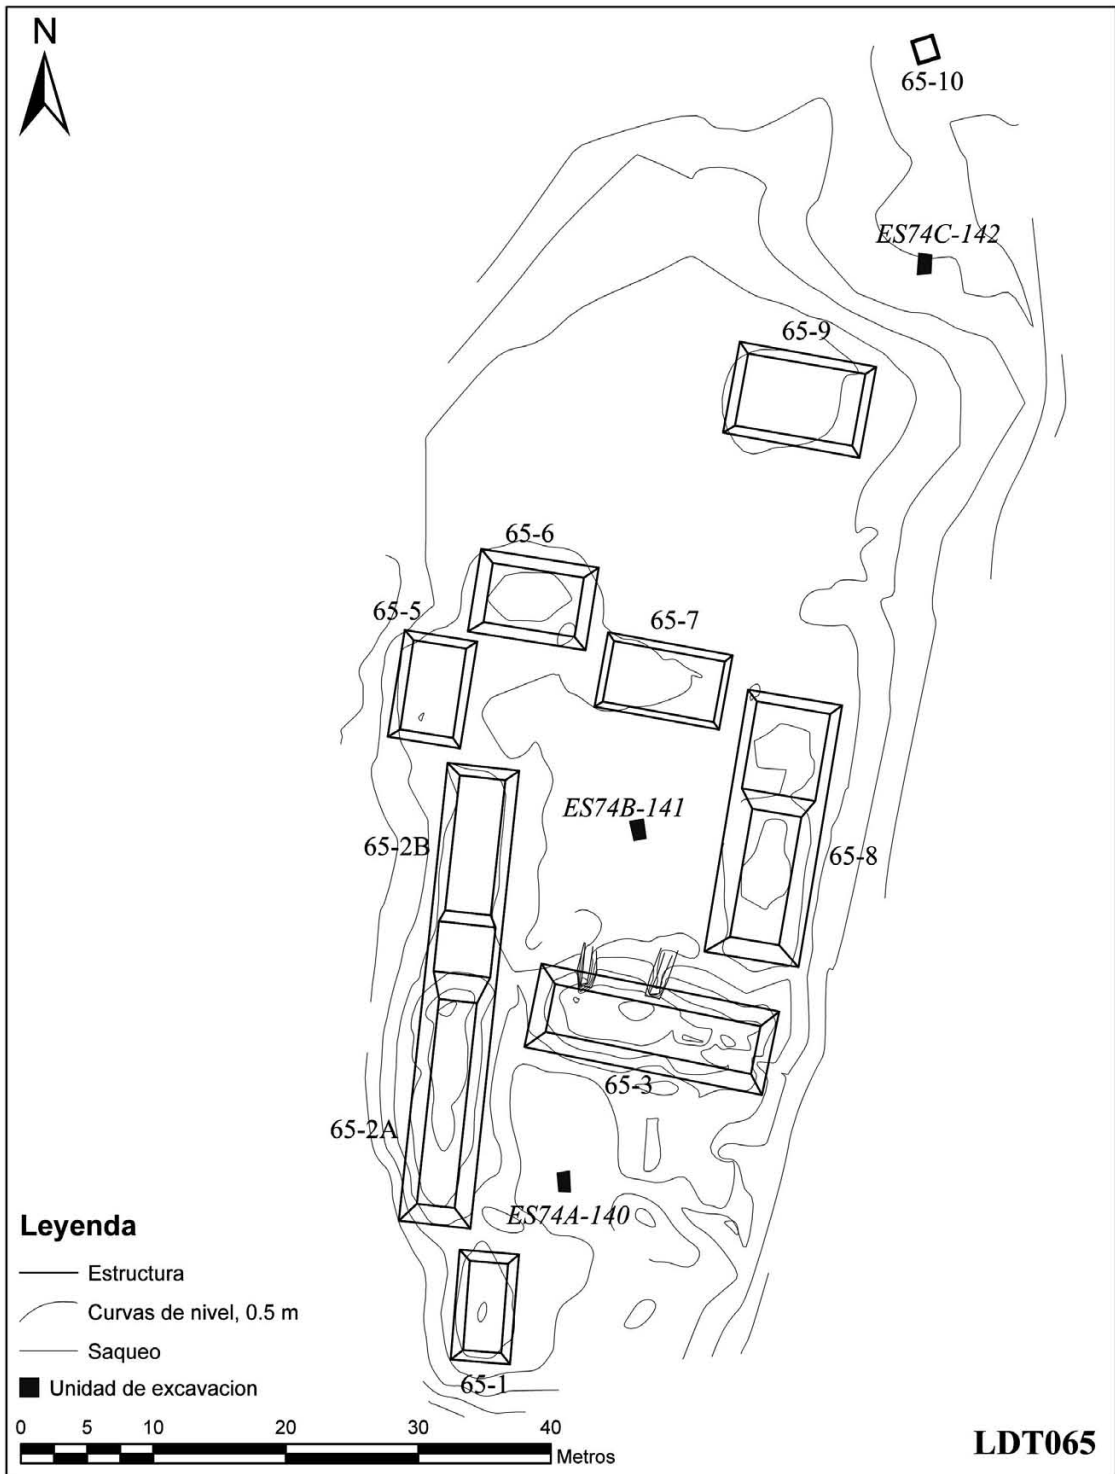 N
65-10
ES74C-142
65-9
65-6
65-5
65-7
ES74B-141
65-2B
65-8
65-3
65-2A
ES74A-140
65-1
Leyenda
Estructura
Curvas de nivel, 0.5 m
Saqueo
Unidad de excavacion
0 5 10 20 30 40
Metros
LDT065